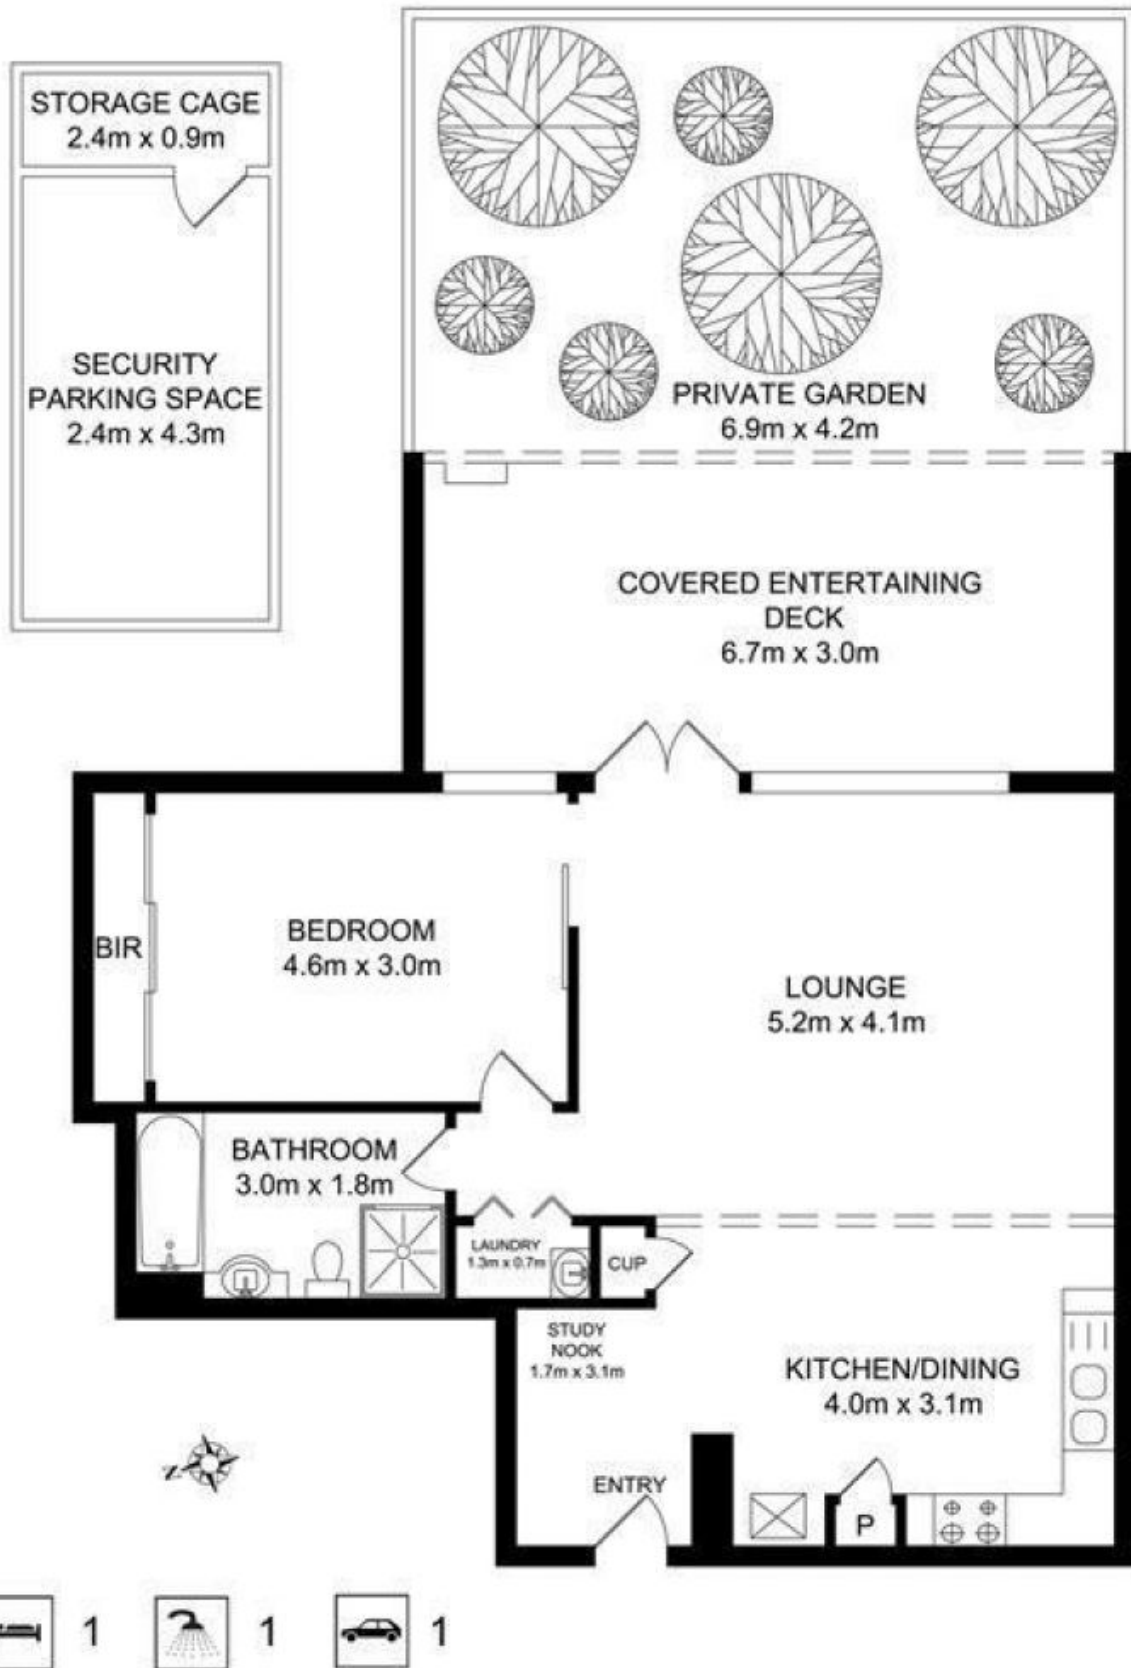 STORAGE CAGE
2.4m x 0.9m
SECURITY
PARKING SPACE
2.4m x 4.3m
PRIVATE GARDEN
6.9m x 4.2m
COVERED ENTERTAINING
DECK
6.7m x 3.0m
BIR
BEDROOM
4.6m x 3.0m
LOUNGE
5.2m x 4.1m
BATHROOM
3.0m x 1.8m
LAUNDRY
1.3m x 0.7m
CUP
STUDY
NOOK
1.7m x 3.1m
KITCHEN/DINING
4.0m x 3.1m
ENTRY
P
N
1
1
1